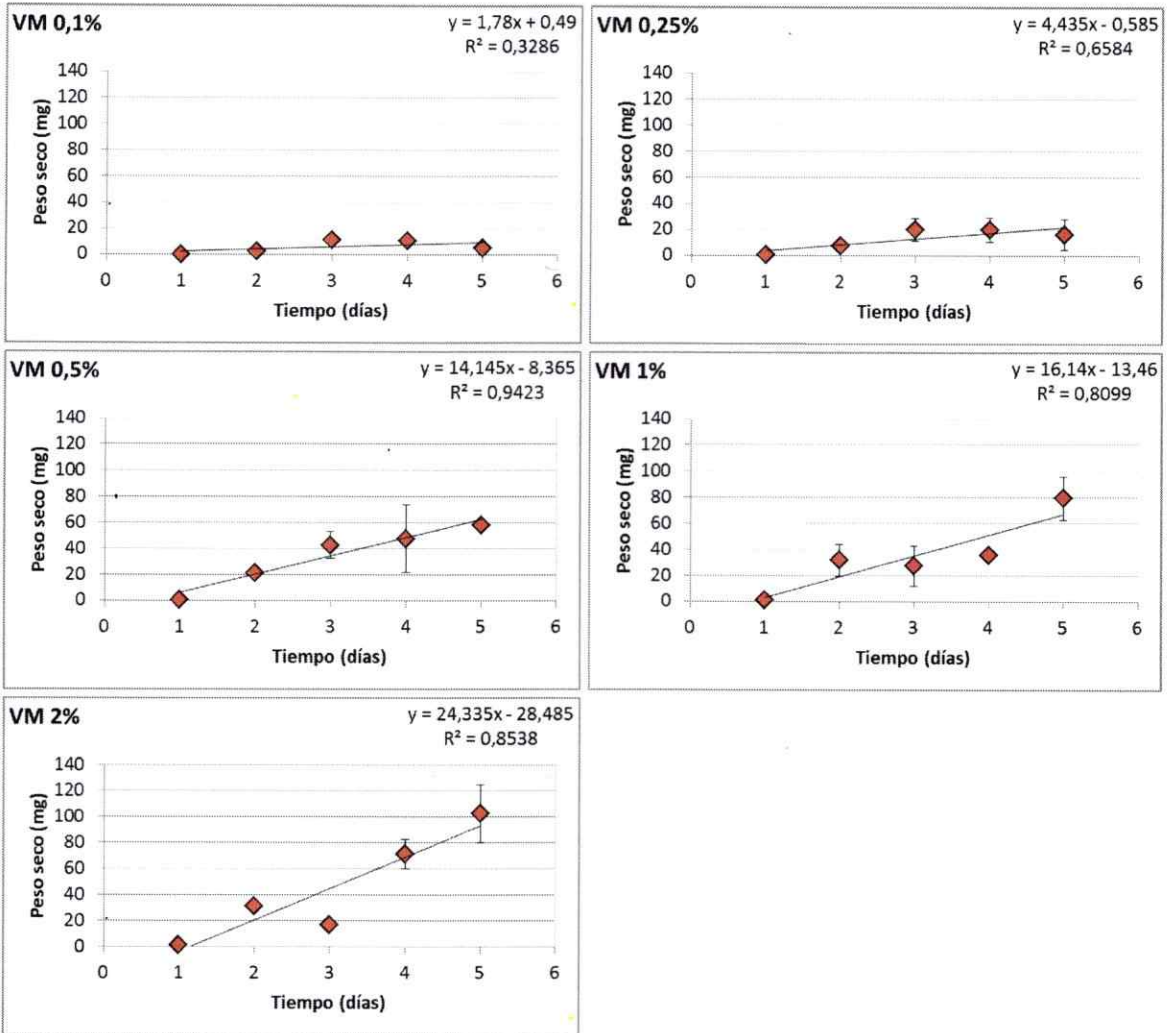 VM 0,1%
y = 1,78x + 0,49
R² = 0,3286
Peso seco (mg)
140
120
100
80
60
40
20
0
0 1 2 3 4 5 6
Tiempo (días)
VM 0,25%
y = 4,435x - 0,585
R² = 0,6584
Peso seco (mg)
140
120
100
80
60
40
20
0
0 1 2 3 4 5 6
Tiempo (días)
VM 0,5%
y = 14,145x - 8,365
R² = 0,9423
Peso seco (mg)
140
120
100
80
60
40
20
0
0 1 2 3 4 5 6
Tiempo (días)
VM 1%
y = 16,14x - 13,46
R² = 0,8099
Peso seco (mg)
140
120
100
80
60
40
20
0
0 1 2 3 4 5 6
Tiempo (días)
VM 2%
y = 24,335x - 28,485
R² = 0,8538
Peso seco (mg)
140
120
100
80
60
40
20
0
0 1 2 3 4 5 6
Tiempo (días)